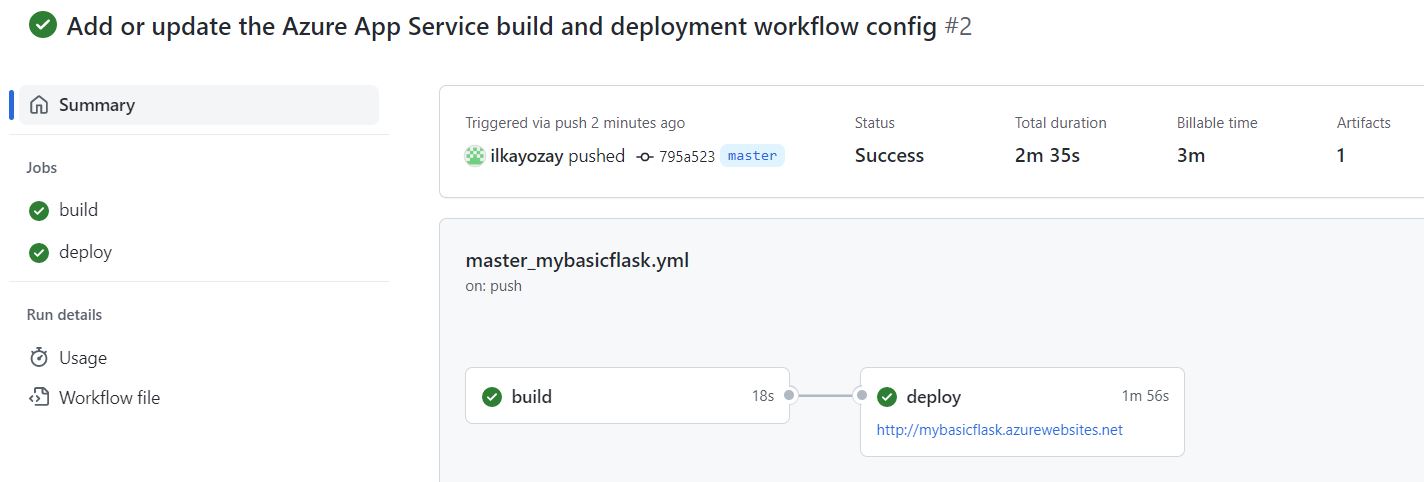 Add or update the Azure App Service build and deployment workflow config #2
Summary
Jobs
build
deploy
Run details
Usage
Workflow file
Triggered via push 2 minutes ago
ilkayozay pushed 795a523 master
Status
Success
Total duration
2m 35s
Billable time
3m
Artifacts
1
master_mybasicflask.yml
on: push
build 18s
deploy 1m 56s
http://mybasicflask.azurewebsites.net